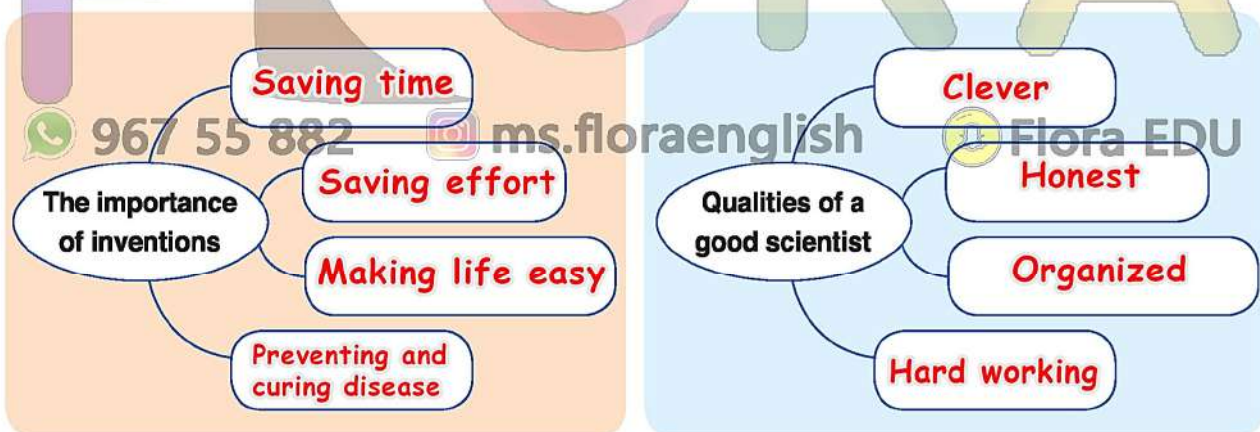 Saving time
Saving effort
The importance
of inventions
Making life easy
Preventing and
curing disease
Clever
Honest
Qualities of a
good scientist
Organized
Hard working
967 55 882
ms.floraenglish
Flora EDU